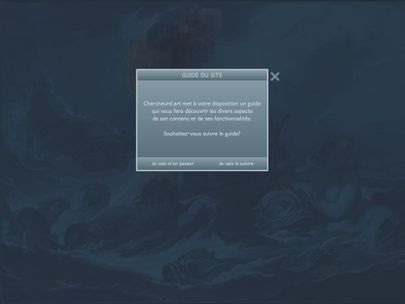 GUIDE DU SITE
Chercheurd'art met à votre disposition un guide
qui vous fera découvrir les divers aspects
de son contenu et de ses fonctionnalités.
Souhaitez-vous suivre le guide?
Je vais m'en passer
Je vais le suivre